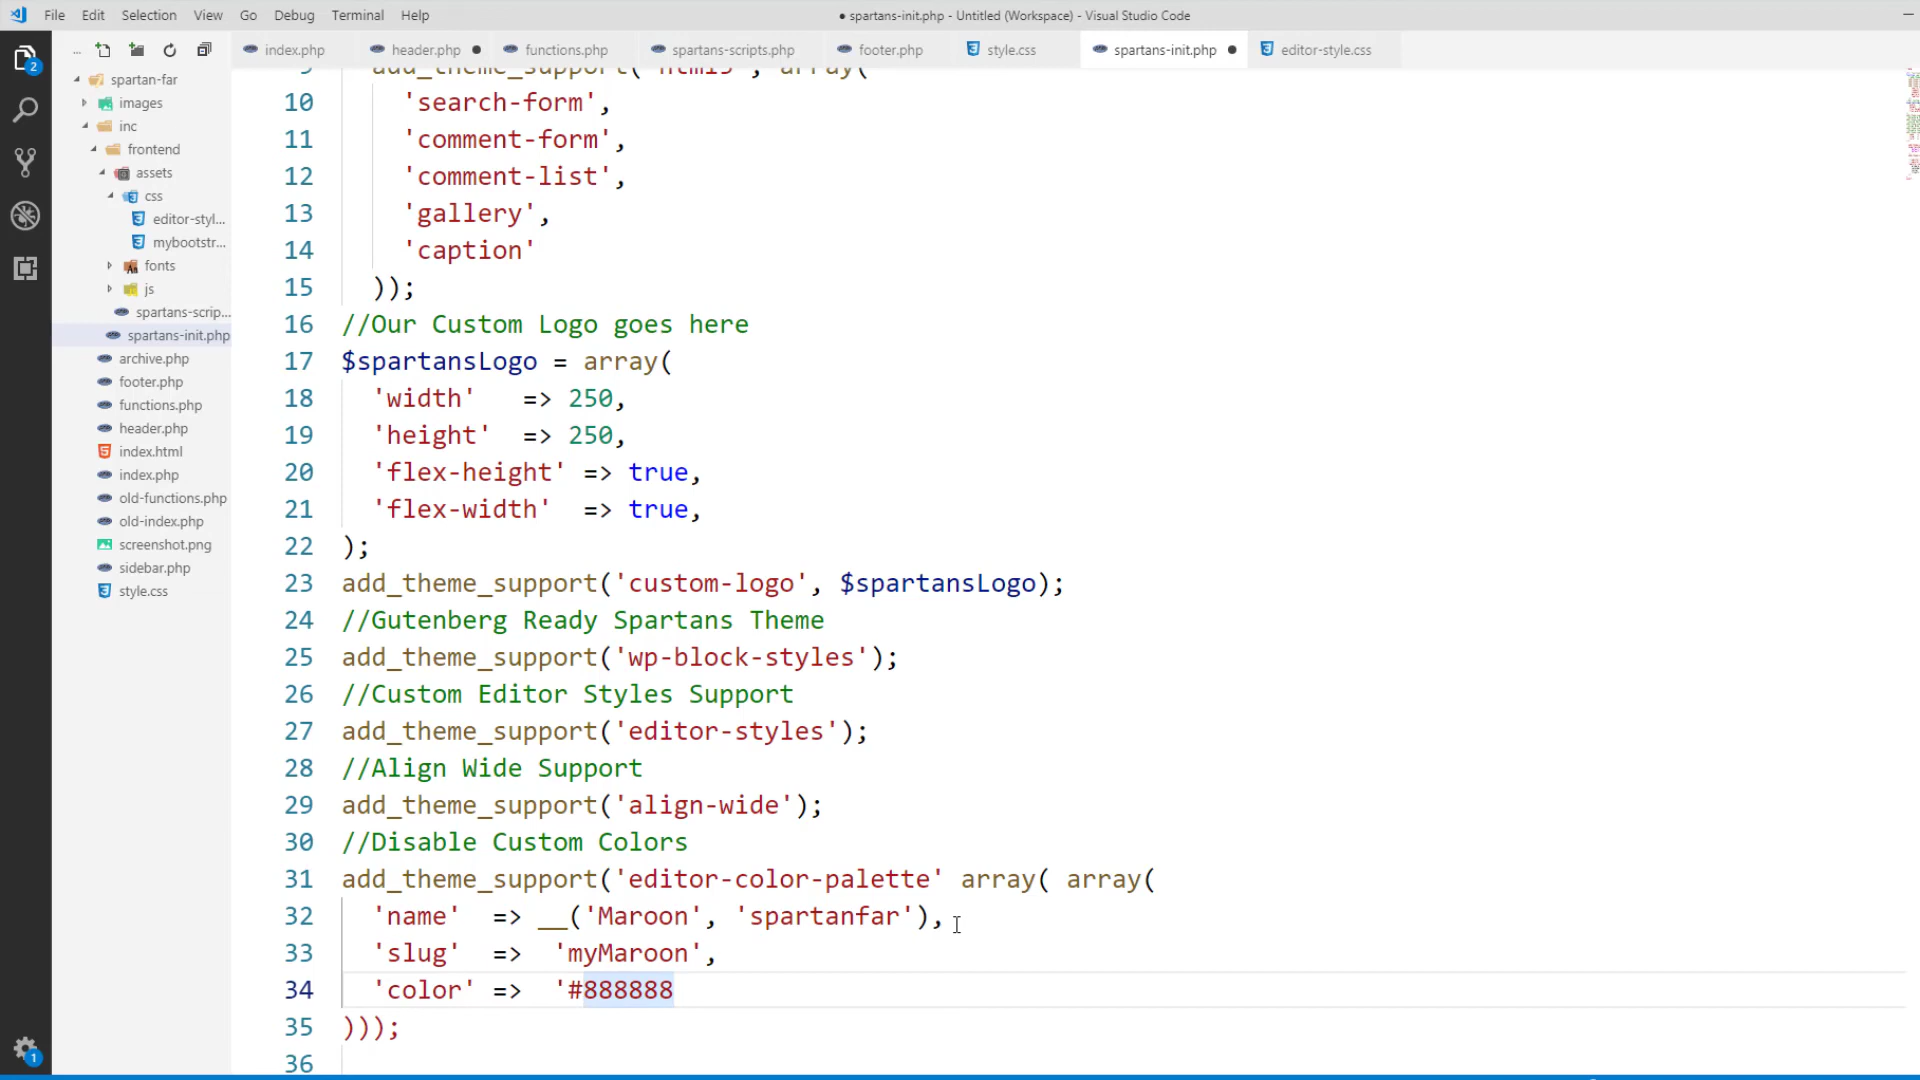 File Edit Selection View Go Debug Terminal Help
● spartans-init.php - Untitled (Workspace) - Visual Studio Code
index.php header.php functions.php spartans-scripts.php footer.php style.css spartans-init.php editor-style.css
2
...
spartan-far
images
inc
frontend
assets
css
editor-styl...
mybootstr...
fonts
js
spartans-scrip...
spartans-init.php
archive.php
footer.php
functions.php
header.php
index.html
index.php
old-functions.php
old-index.php
screenshot.png
sidebar.php
style.css
1
9 add_theme_support( 'html5', array(
10 'search-form',
11 'comment-form',
12 'comment-list',
13 'gallery',
14 'caption'
15 ));
16 //Our Custom Logo goes here
17 $spartansLogo = array(
18 'width' => 250,
19 'height' => 250,
20 'flex-height' => true,
21 'flex-width' => true,
22 );
23 add_theme_support('custom-logo', $spartansLogo);
24 //Gutenberg Ready Spartans Theme
25 add_theme_support('wp-block-styles');
26 //Custom Editor Styles Support
27 add_theme_support('editor-styles');
28 //Align Wide Support
29 add_theme_support('align-wide');
30 //Disable Custom Colors
31 add_theme_support('editor-color-palette' array( array(
32 'name' => __('Maroon', 'spartanfar'),
33 'slug' => 'myMaroon',
34 'color' => '#888888
35 )));
36